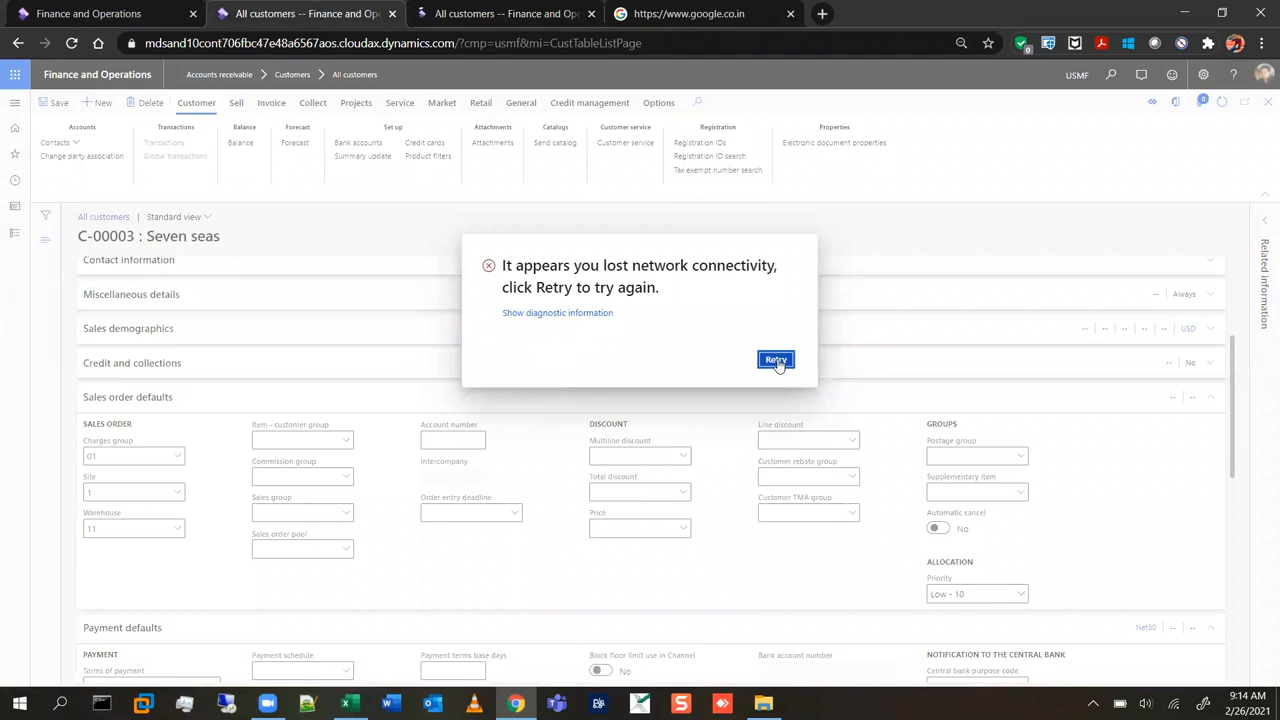 Customers -- Finance and Ope
Customers -- Finance and Ope
Customers -- Finance and Ope
https://www.google.co.in
mdsand10cont706fbc47e48a6567aos.cloudax.dynamics.com/?cmp=usmf&mi=CustTableListPage
Finance and Operations
Accounts receivable > Customers > All customers
USMF
Save
New
Delete
Customer
Sell
Invoice
Collect
Projects
Service
Market
Retail
General
Credit management
Options
0
Accounts
Transactions
Balance
Forecast
Set up
Attachments
Catalogs
Customer service
Registration
Properties
Contacts
Transactions
Balance
Forecast
Bank accounts
Credit cards
Attachments
Send catalog
Customer service
Registration IDs
Electronic document properties
Change party association
Global transactions
Summary update
Product filters
Registration ID search
Tax exempt number search
All customers | Standard view
C-00003 : Seven seas
Related information
Contact information
Miscellaneous details
-- Always
Sales demographics
-- -- -- -- -- USD
Credit and collections
-- No
Sales order defaults
-- --
It appears you lost network connectivity,
click Retry to try again.
Show diagnostic information
Retry
SALES ORDER
Charges group
01
Site
1
Warehouse
11
Item - customer group
Commission group
Sales group
Sales order pool
Account number
Intercompany
Order entry deadline
DISCOUNT
Multiline discount
Total discount
Price
Line discount
Customer rebate group
Customer TMA group
GROUPS
Postage group
Supplementary item
Automatic cancel
No
ALLOCATION
Priority
Low - 10
Payment defaults
Net30 -- --
PAYMENT
Terms of payment
Payment schedule
Payment terms base days
Block floor limit use in Channel
No
Bank account number
NOTIFICATION TO THE CENTRAL BANK
Central bank purpose code
9:14 AM
2/26/2021